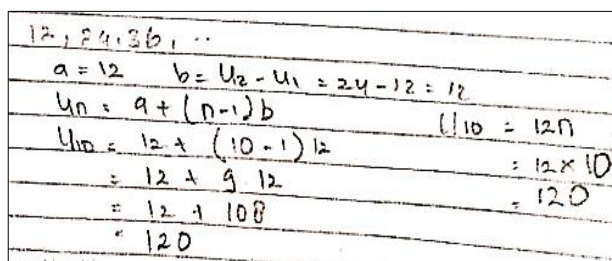 12, 24, 36, ..
a = 12 b = U2 - U1 = 24 - 12 = 12
Un = a + (n-1)b
U10 = 12 + (10-1)12
= 12 + 9.12
= 12 + 108
= 120
U10 = 12n
= 12 × 10
= 120